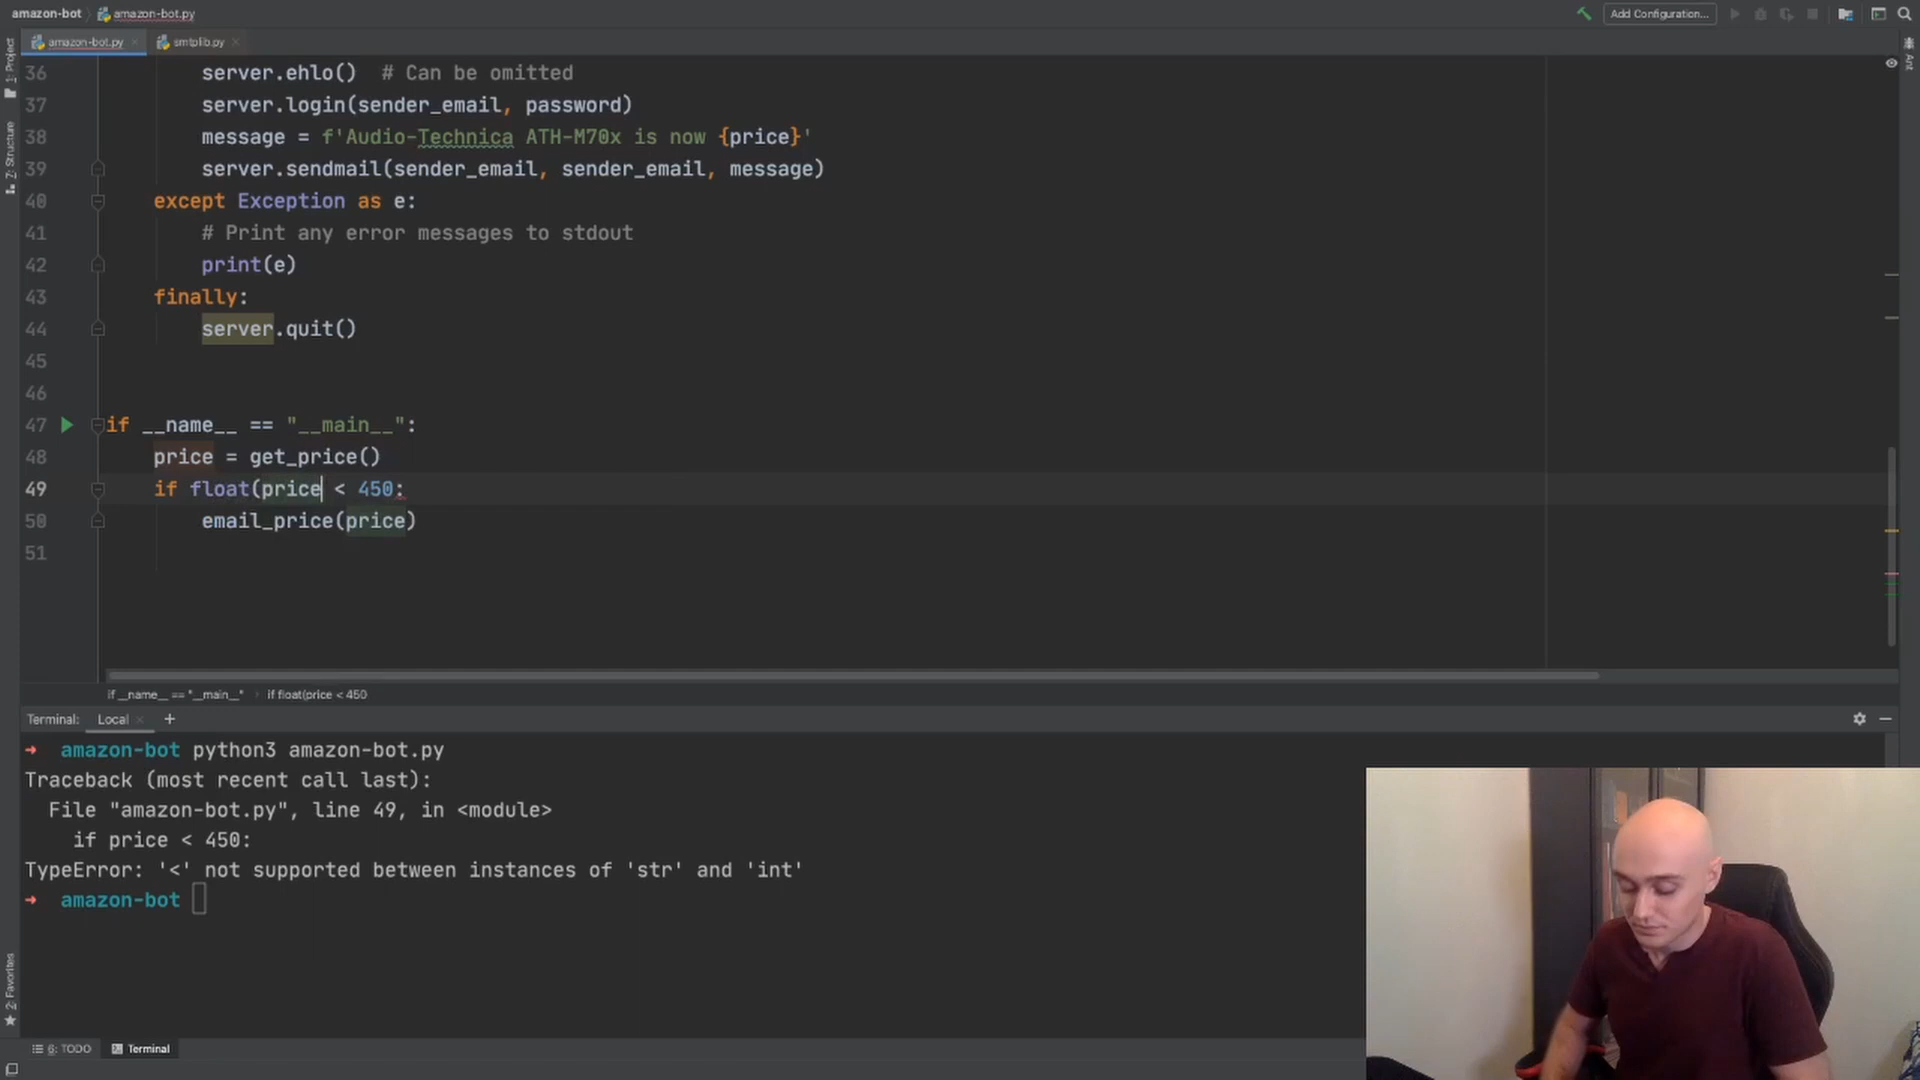 amazon-bot amazon-bot.py
Add Configuration...
amazon-bot.py smtplib.py
1: Project
Z: Structure
2: Favorites
Ant
36 server.ehlo()  # Can be omitted
37 server.login(sender_email, password)
38 message = f'Audio-Technica ATH-M70x is now {price}'
39 server.sendmail(sender_email, sender_email, message)
40 except Exception as e:
41 # Print any error messages to stdout
42 print(e)
43 finally:
44 server.quit()
45
46
47 if __name__ == "__main__":
48 price = get_price()
49 if float(price < 450:
50 email_price(price)
51
if __name__ == "__main__" › if float(price < 450
Terminal: Local +
→ amazon-bot python3 amazon-bot.py
Traceback (most recent call last):
File "amazon-bot.py", line 49, in <module>
if price < 450:
TypeError: '<' not supported between instances of 'str' and 'int'
→ amazon-bot
6: TODO Terminal